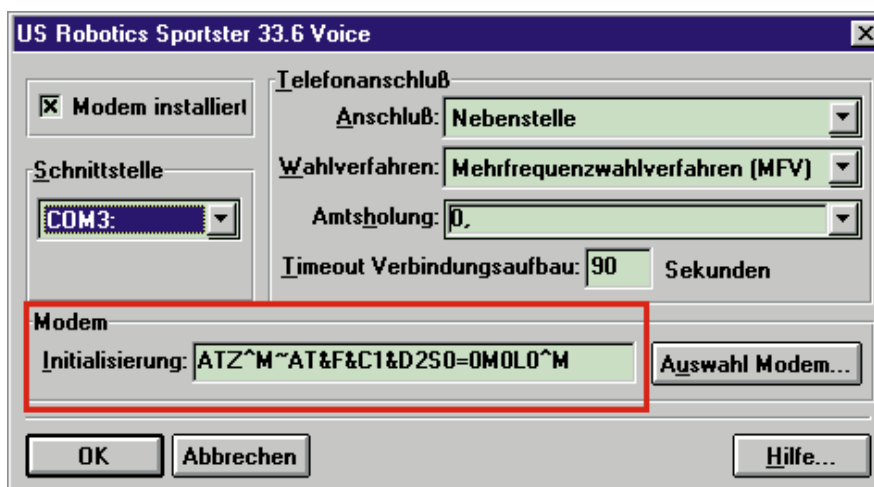 US Robotics Sportster 33.6 Voice
Modem installiert
Schnittstelle
COM3:
Telefonanschluß
Anschluß: Nebenstelle
Wahlverfahren: Mehrfrequenzwahlverfahren (MFV)
Amtsholung: 0,
Timeout Verbindungsaufbau: 90 Sekunden
Modem
Initialisierung: ATZ^M~AT&F&C1&D2S0=0M0L0^M
Auswahl Modem...
OK Abbrechen Hilfe...